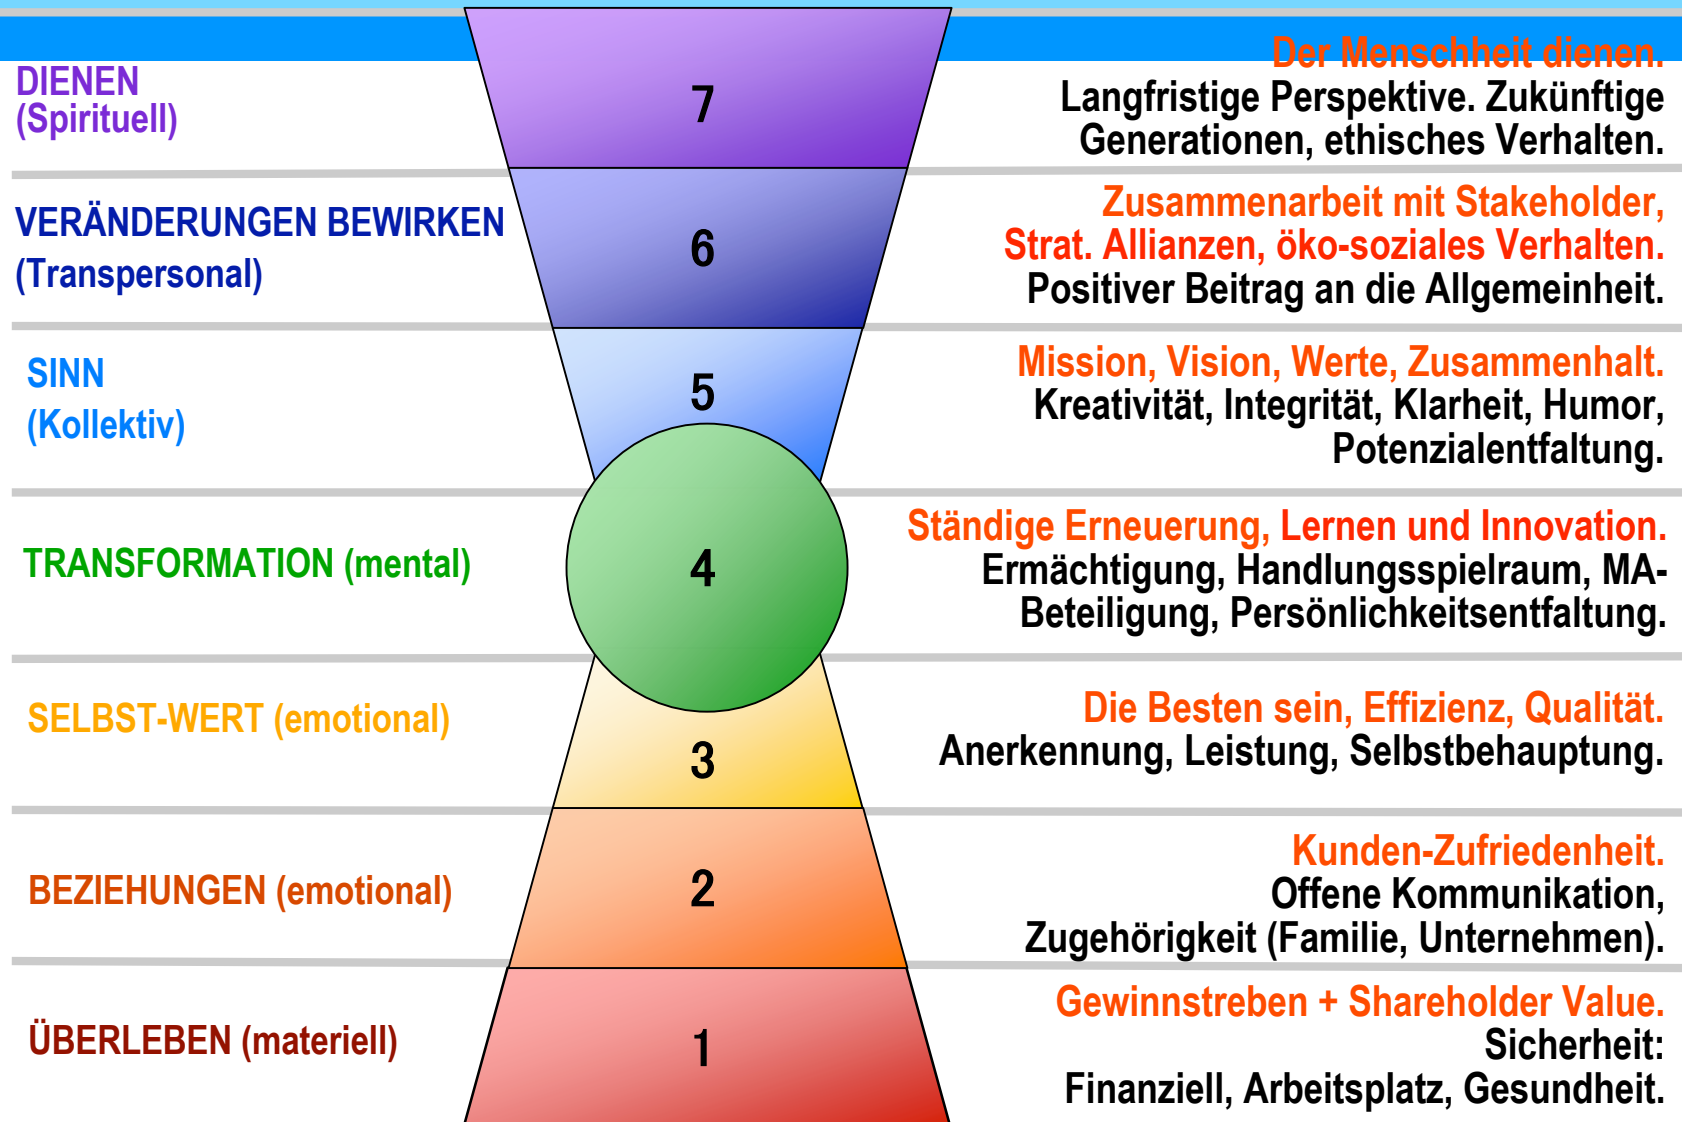 DIENEN
(Spirituell)
7
Der Menschheit dienen.
Langfristige Perspektive. Zukünftige
Generationen, ethisches Verhalten.
VERÄNDERUNGEN BEWIRKEN
(Transpersonal)
6
Zusammenarbeit mit Stakeholder,
Strat. Allianzen, öko-soziales Verhalten.
Positiver Beitrag an die Allgemeinheit.
SINN
(Kollektiv)
5
Mission, Vision, Werte, Zusammenhalt.
Kreativität, Integrität, Klarheit, Humor,
Potenzialentfaltung.
TRANSFORMATION (mental)
4
Ständige Erneuerung, Lernen und Innovation.
Ermächtigung, Handlungsspielraum, MA-
Beteiligung, Persönlichkeitsentfaltung.
SELBST-WERT (emotional)
3
Die Besten sein, Effizienz, Qualität.
Anerkennung, Leistung, Selbstbehauptung.
BEZIEHUNGEN (emotional)
2
Kunden-Zufriedenheit.
Offene Kommunikation,
Zugehörigkeit (Familie, Unternehmen).
ÜBERLEBEN (materiell)
1
Gewinnstreben + Shareholder Value.
Sicherheit:
Finanziell, Arbeitsplatz, Gesundheit.